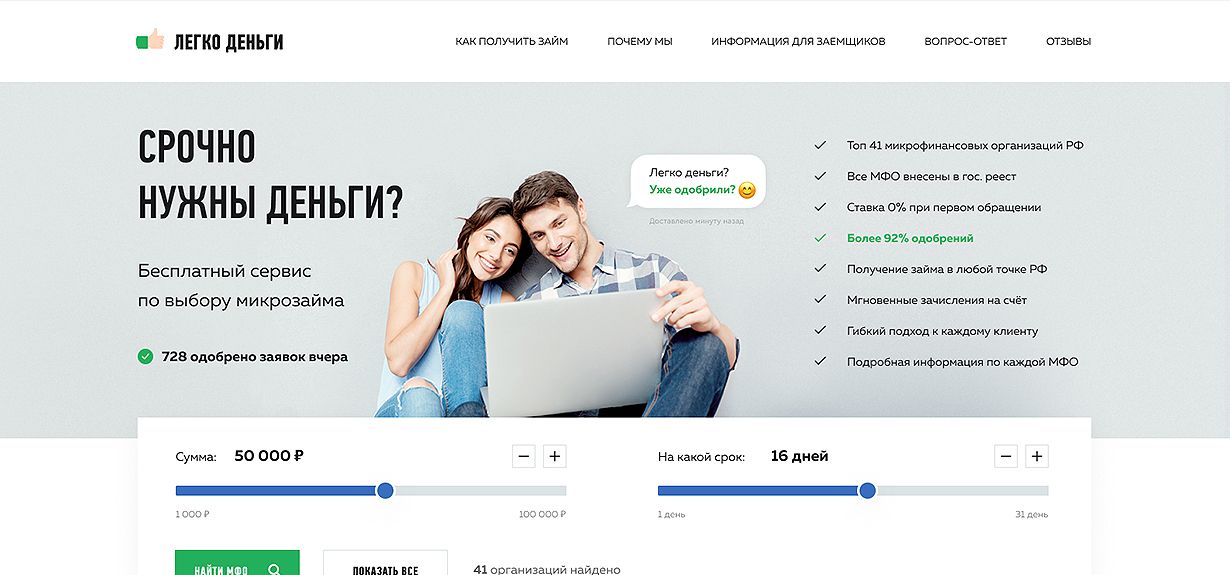 ЛЕГКО ДЕНЬГИ
КАК ПОЛУЧИТЬ ЗАЙМ
ПОЧЕМУ МЫ
ИНФОРМАЦИЯ ДЛЯ ЗАЕМЩИКОВ
ВОПРОС-ОТВЕТ
ОТЗЫВЫ
СРОЧНО
НУЖНЫ ДЕНЬГИ?
Бесплатный сервис
по выбору микрозайма
728 одобрено заявок вчера
Легко деньги?
Уже одобрили? 😊
Доставлено минуту назад
Топ 41 микрофинансовых организаций РФ
Все МФО внесены в гос. реест
Ставка 0% при первом обращении
Более 92% одобрений
Получение займа в любой точке РФ
Мгновенные зачисления на счёт
Гибкий подход к каждому клиенту
Подробная информация по каждой МФО
Сумма: 50 000 ₽
1 000 ₽
100 000 ₽
На какой срок: 16 дней
1 день
31 день
НАЙТИ МФО
ПОКАЗАТЬ ВСЕ
41 организаций найдено